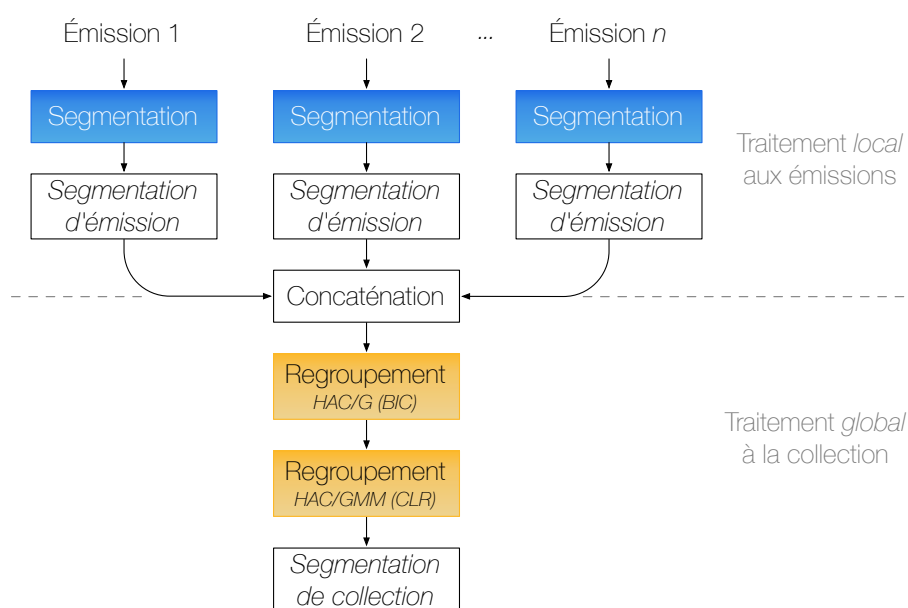 Émission 1
Émission 2
...
Émission n
Segmentation
Segmentation
Segmentation
Traitement local
aux émissions
Segmentation
d'émission
Segmentation
d'émission
Segmentation
d'émission
Concaténation
Regroupement
HAC/G (BIC)
Traitement global
à la collection
Regroupement
HAC/GMM (CLR)
Segmentation
de collection